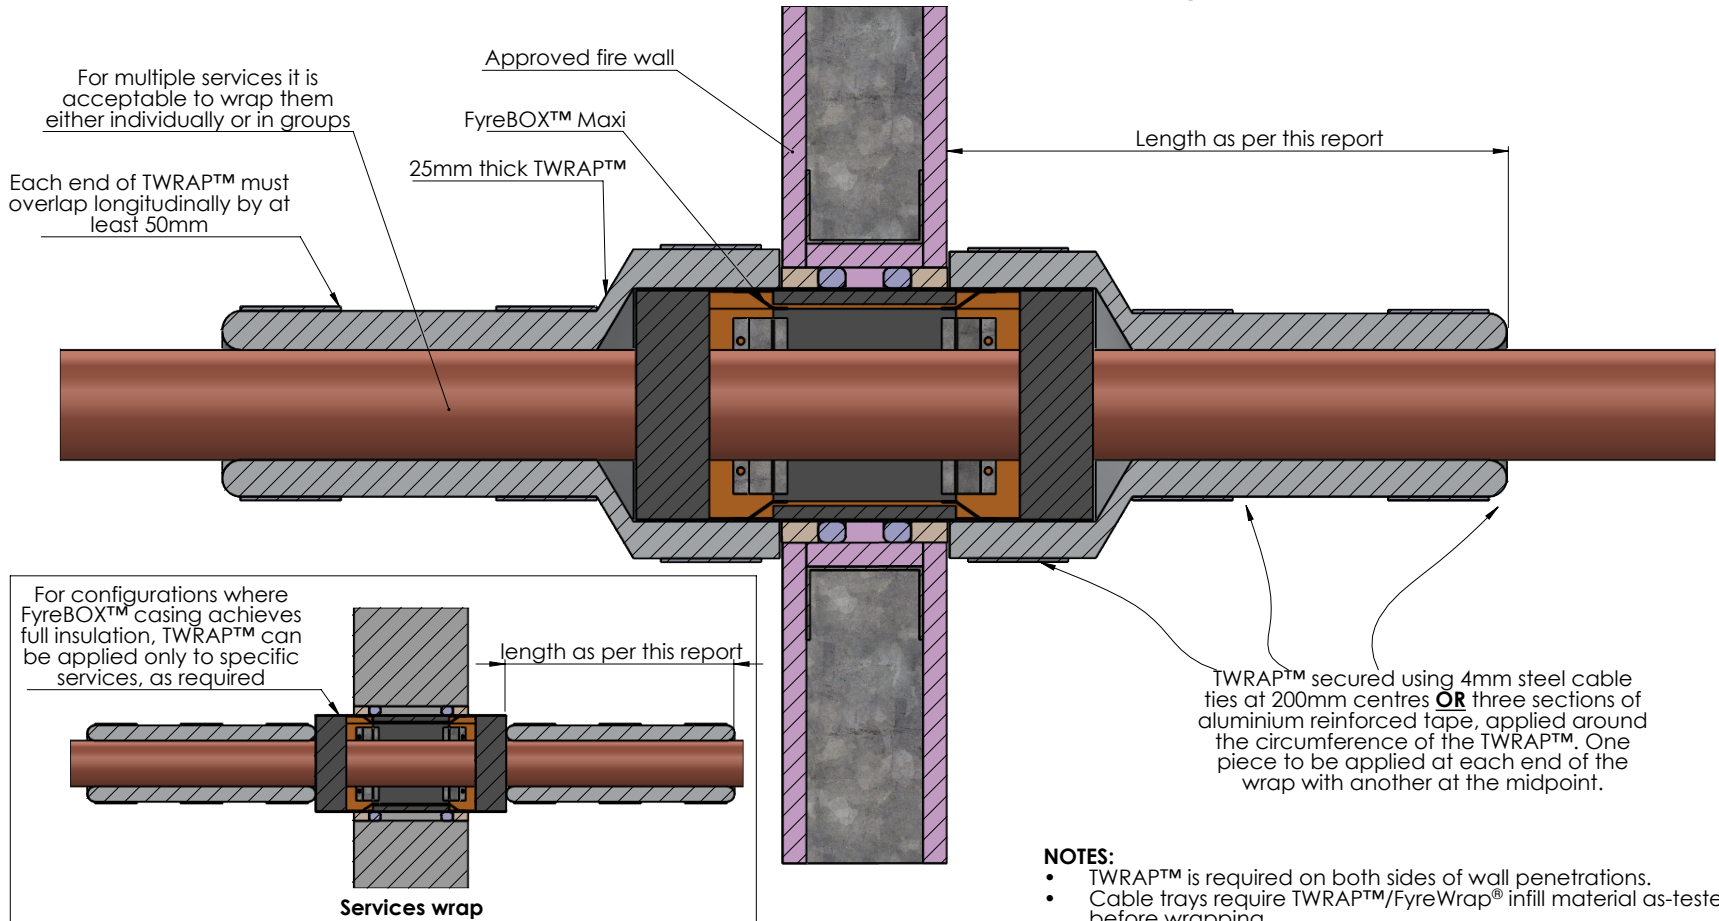 Approved fire wall
For multiple services it is
acceptable to wrap them
either individually or in groups
FyreBOX™ Maxi
Length as per this report
25mm thick TWRAP™
Each end of TWRAP™ must
overlap longitudinally by at
least 50mm
For configurations where
FyreBOX™ casing achieves
full insulation, TWRAP™ can
be applied only to specific
services, as required
length as per this report
TWRAP™ secured using 4mm steel cable
ties at 200mm centres OR three sections of
aluminium reinforced tape, applied around
the circumference of the TWRAP™. One
piece to be applied at each end of the
wrap with another at the midpoint.
Services wrap
NOTES:
• TWRAP™ is required on both sides of wall penetrations.
• Cable trays require TWRAP™/FyreWrap® infill material as-teste
before wrapping